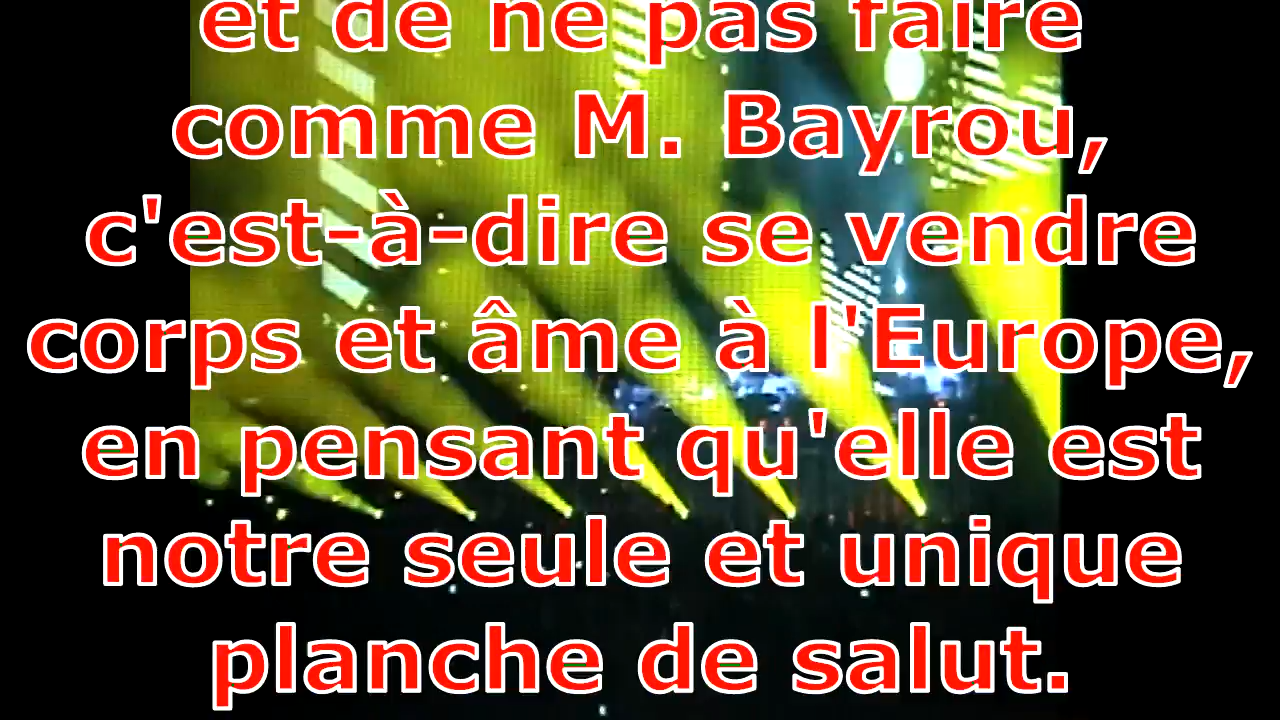 et de ne pas faire
comme M. Bayrou,
c'est-à-dire se vendre
corps et âme à l'Europe,
en pensant qu'elle est
notre seule et unique
planche de salut.